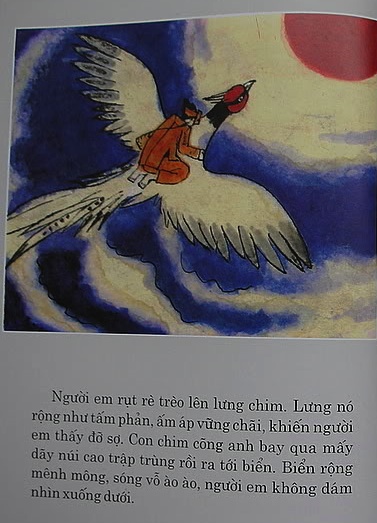 Người em rụt rè trèo lên lưng chim. Lưng nó
rộng như tấm phản, ấm áp vững chãi, khiến người
em thấy đỡ sợ. Con chim cõng anh bay qua mấy
dãy núi cao trập trùng rồi ra tới biển. Biển rộng
mênh mông, sóng vỗ ào ào, người em không dám
nhìn xuống dưới.